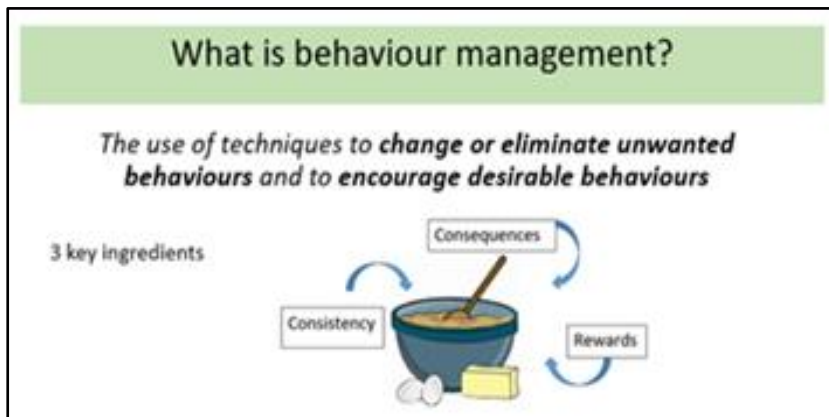 What is behaviour management?
The use of techniques to change or eliminate unwanted
behaviours and to encourage desirable behaviours
3 key ingredients
Consequences
Consistency
Rewards